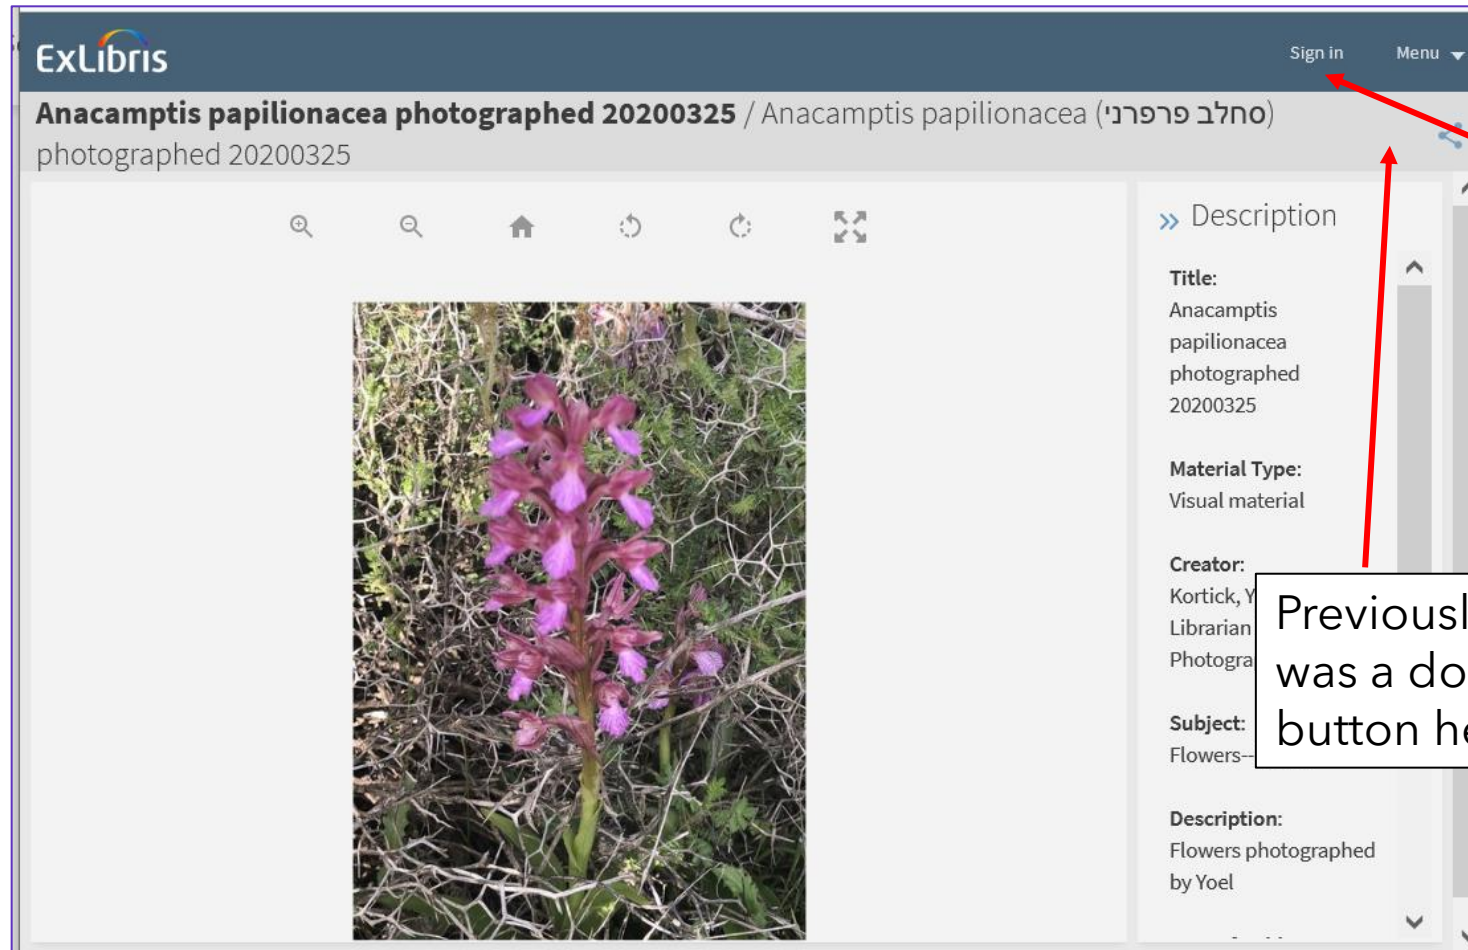 ExLibris
Sign in
Menu
Anacamptis papilionacea photographed 20200325 / Anacamptis papilionacea (סחלב פרפרני)
photographed 20200325
Description
Title:
Anacamptis
papilionacea
photographed
20200325
Material Type:
Visual material
Creator:
Kortick, Y
Librarian
Photogra
Subject:
Flowers--
Description:
Flowers photographed
by Yoel
Previousl
was a do
button he